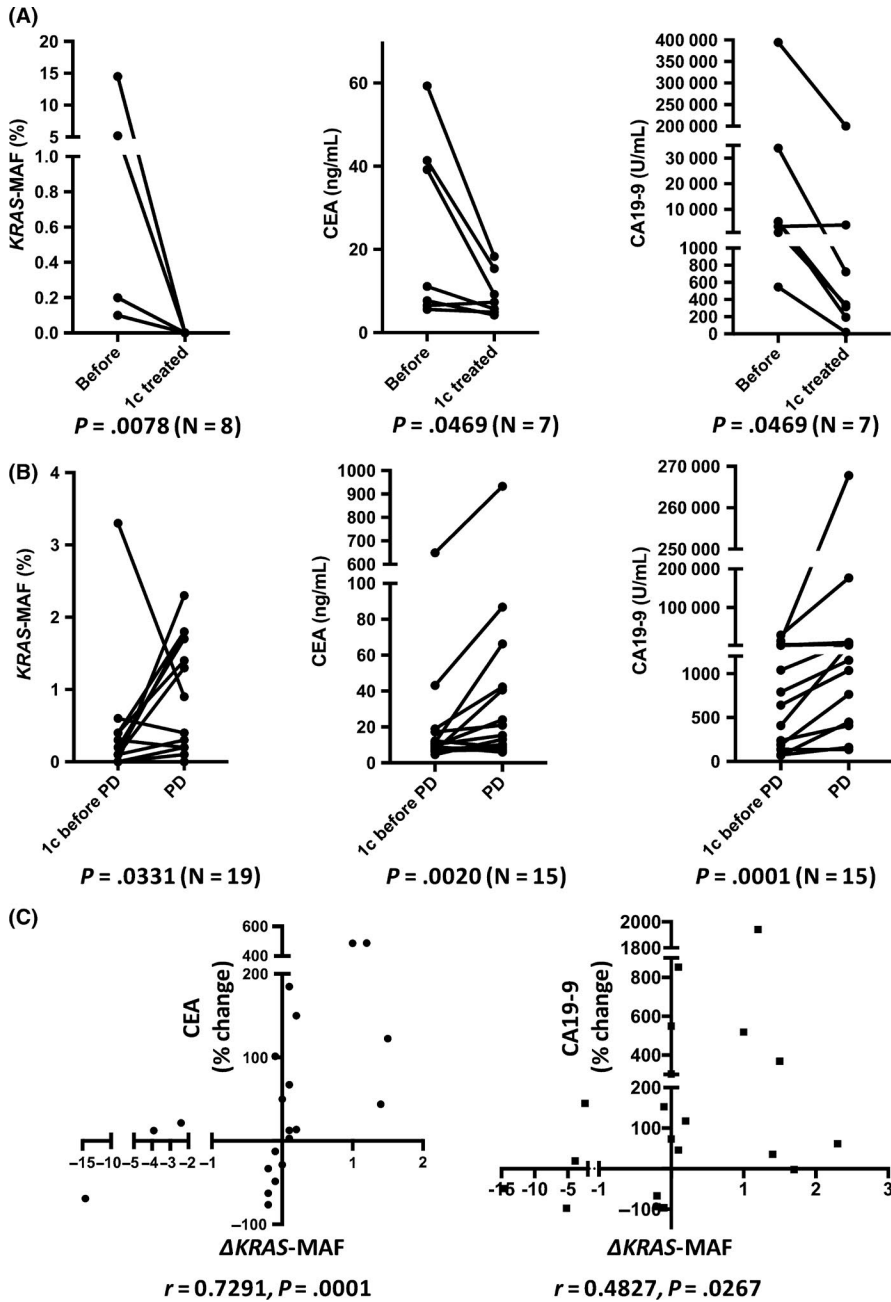 (A)
KRAS-MAF (%)
20
15
10
5
1.0
0.8
0.6
0.4
0.2
0.0
Before
1c treated
P = .0078 (N = 8)
CEA (ng/mL)
60
40
20
0
Before
1c treated
P = .0469 (N = 7)
CA19-9 (U/mL)
400 000
350 000
300 000
250 000
200 000
30 000
20 000
10 000
1000
800
600
400
200
0
Before
1c treated
P = .0469 (N = 7)
(B)
KRAS-MAF (%)
4
3
2
1
0
1c before PD
PD
P = .0331 (N = 19)
CEA (ng/mL)
1000
900
800
700
600
100
80
60
40
20
0
1c before PD
PD
P = .0020 (N = 15)
CA19-9 (U/mL)
270 000
260 000
250 000
200 000
100 000
1000
500
0
1c before PD
PD
P = .0001 (N = 15)
(C)
CEA
(% change)
600
400
200
100
−100
−15 −10 −5 −4 −3 −2 −1 1 2
ΔKRAS-MAF
r = 0.7291, P = .0001
CA19-9
(% change)
2000
1800
800
600
400
200
100
−100
-15 -10 -5 -1 1 2 3
ΔKRAS-MAF
r = 0.4827, P = .0267